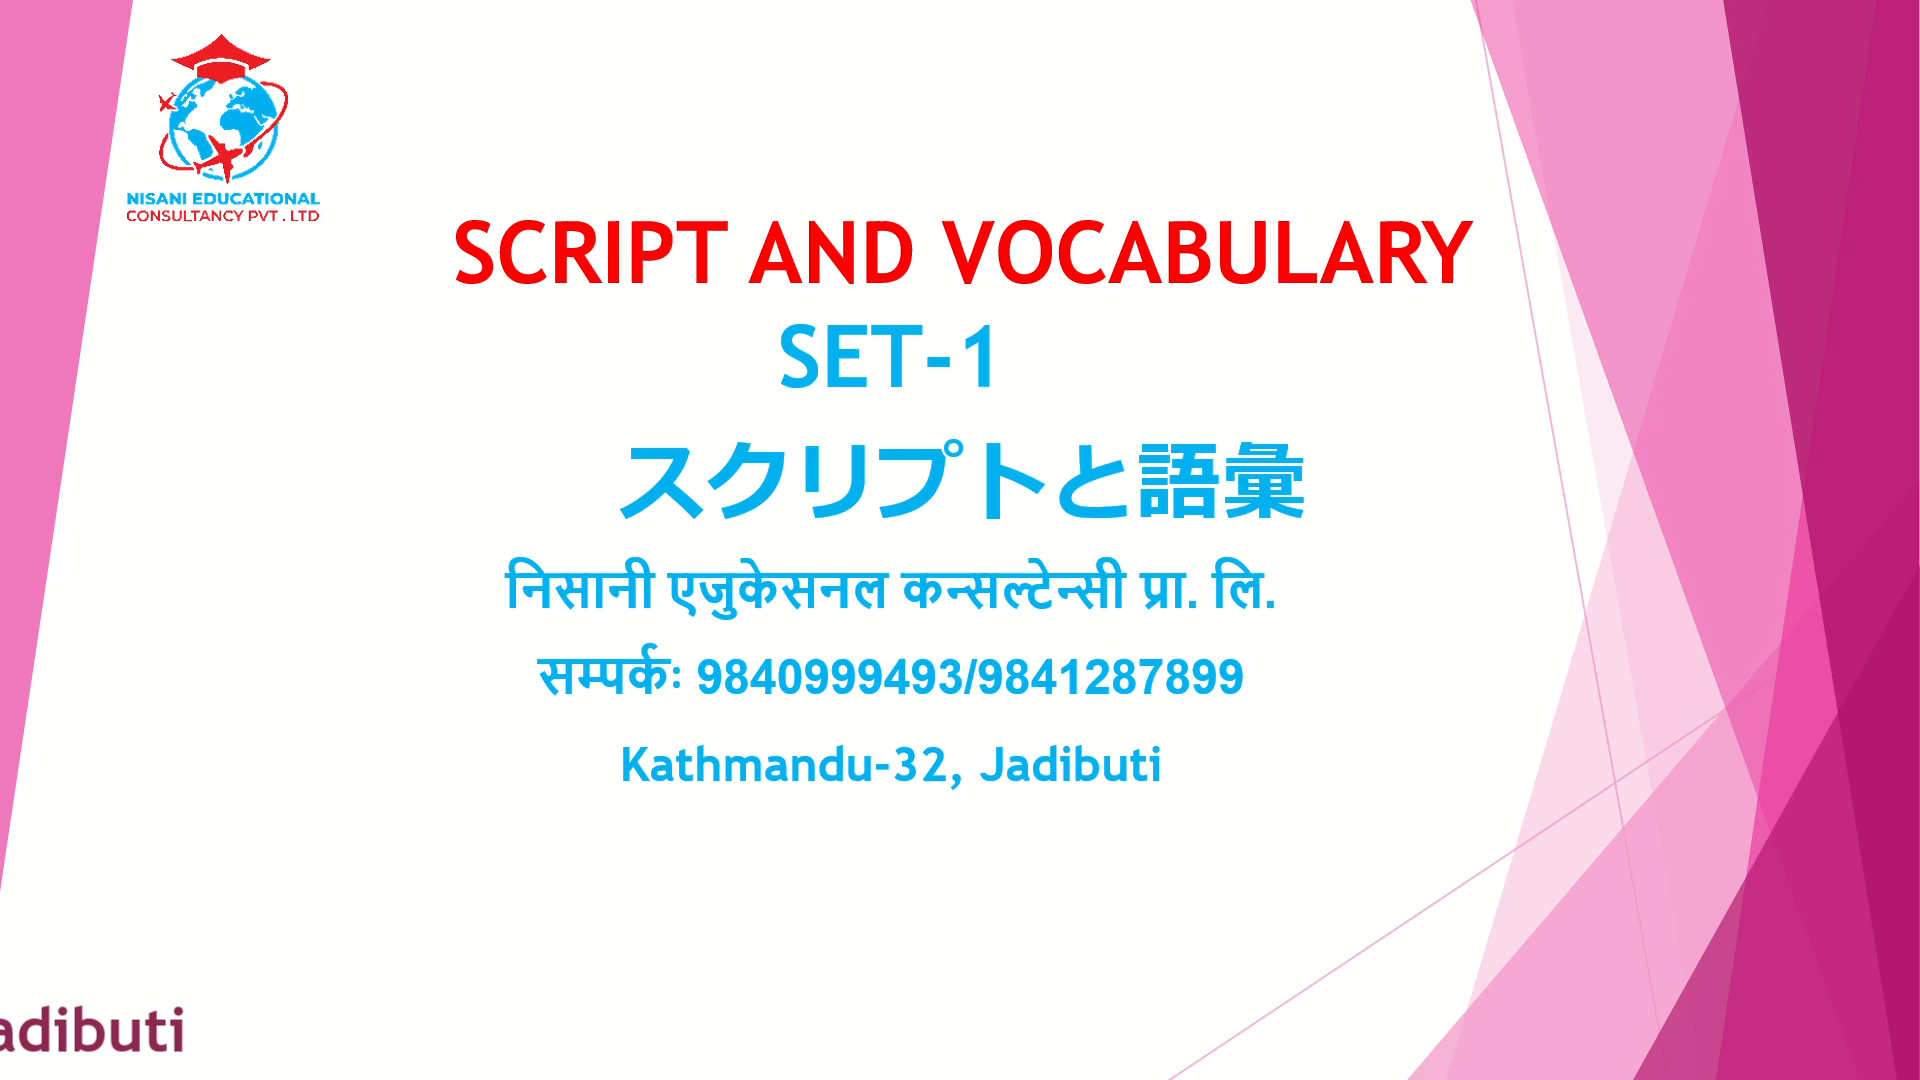 NISANI EDUCATIONAL
CONSULTANCY PVT . LTD
SCRIPT AND VOCABULARY
SET-1
スクリプトと語彙
निसानी एजुकेसनल कन्सल्टेन्सी प्रा. लि.
सम्पर्कः 9840999493/9841287899
Kathmandu-32, Jadibuti
adibuti